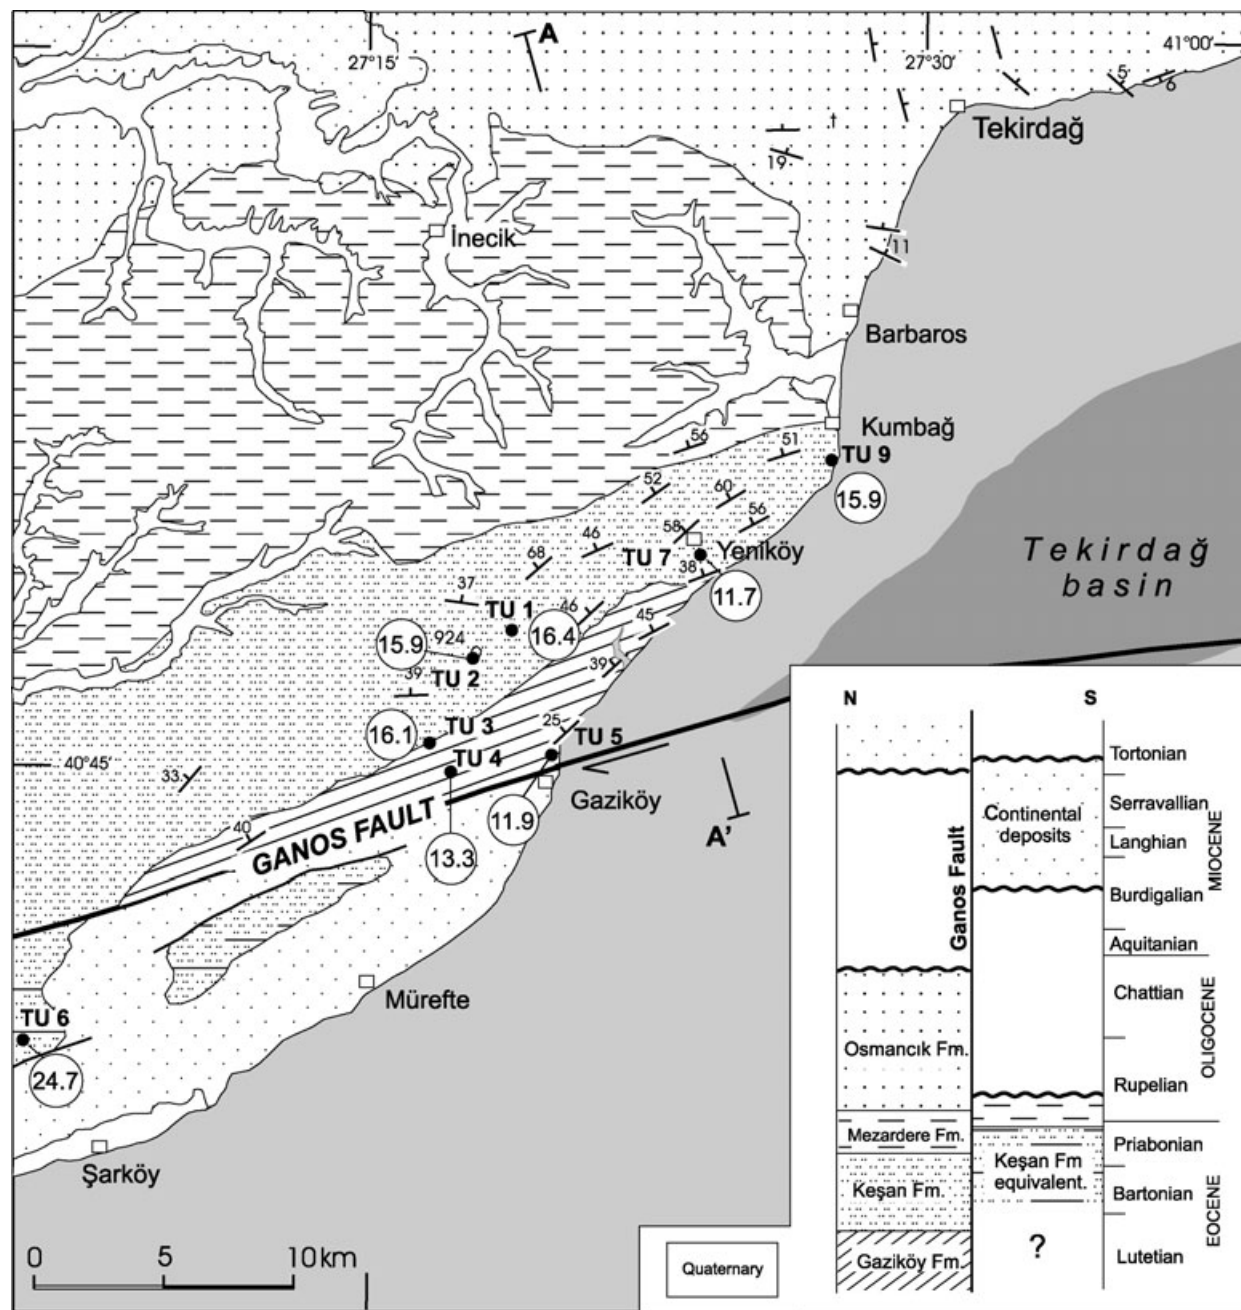 A
27°15'
27°30'
41°00'
5
6
Tekirdağ
19
İnecik
11
Barbaros
Kumbağ
56
51
TU 9
15.9
52
60
56
58
46
Yeniköy
TU 7
68
38
Tekirdağ
basin
37
11.7
TU 1
46
45
16.4
15.9
924
39
TU 2
39
16.1
TU 3
25
TU 5
TU 4
40°45'
33
Gaziköy
11.9
A'
40
GANOS FAULT
13.3
Mürefte
TU 6
24.7
Şarköy
0
5
10 km
Quaternary
N
S
Tortonian
Serravallian
Continental
deposits
Langhian
MIOCENE
Burdigalian
Ganos Fault
Aquitanian
Chattian
OLIGOCENE
Osmancık Fm.
Rupelian
Mezardere Fm.
Priabonian
Keşan Fm
equivalent.
Keşan Fm.
Bartonian
EOCENE
?
Gaziköy Fm.
Lutetian